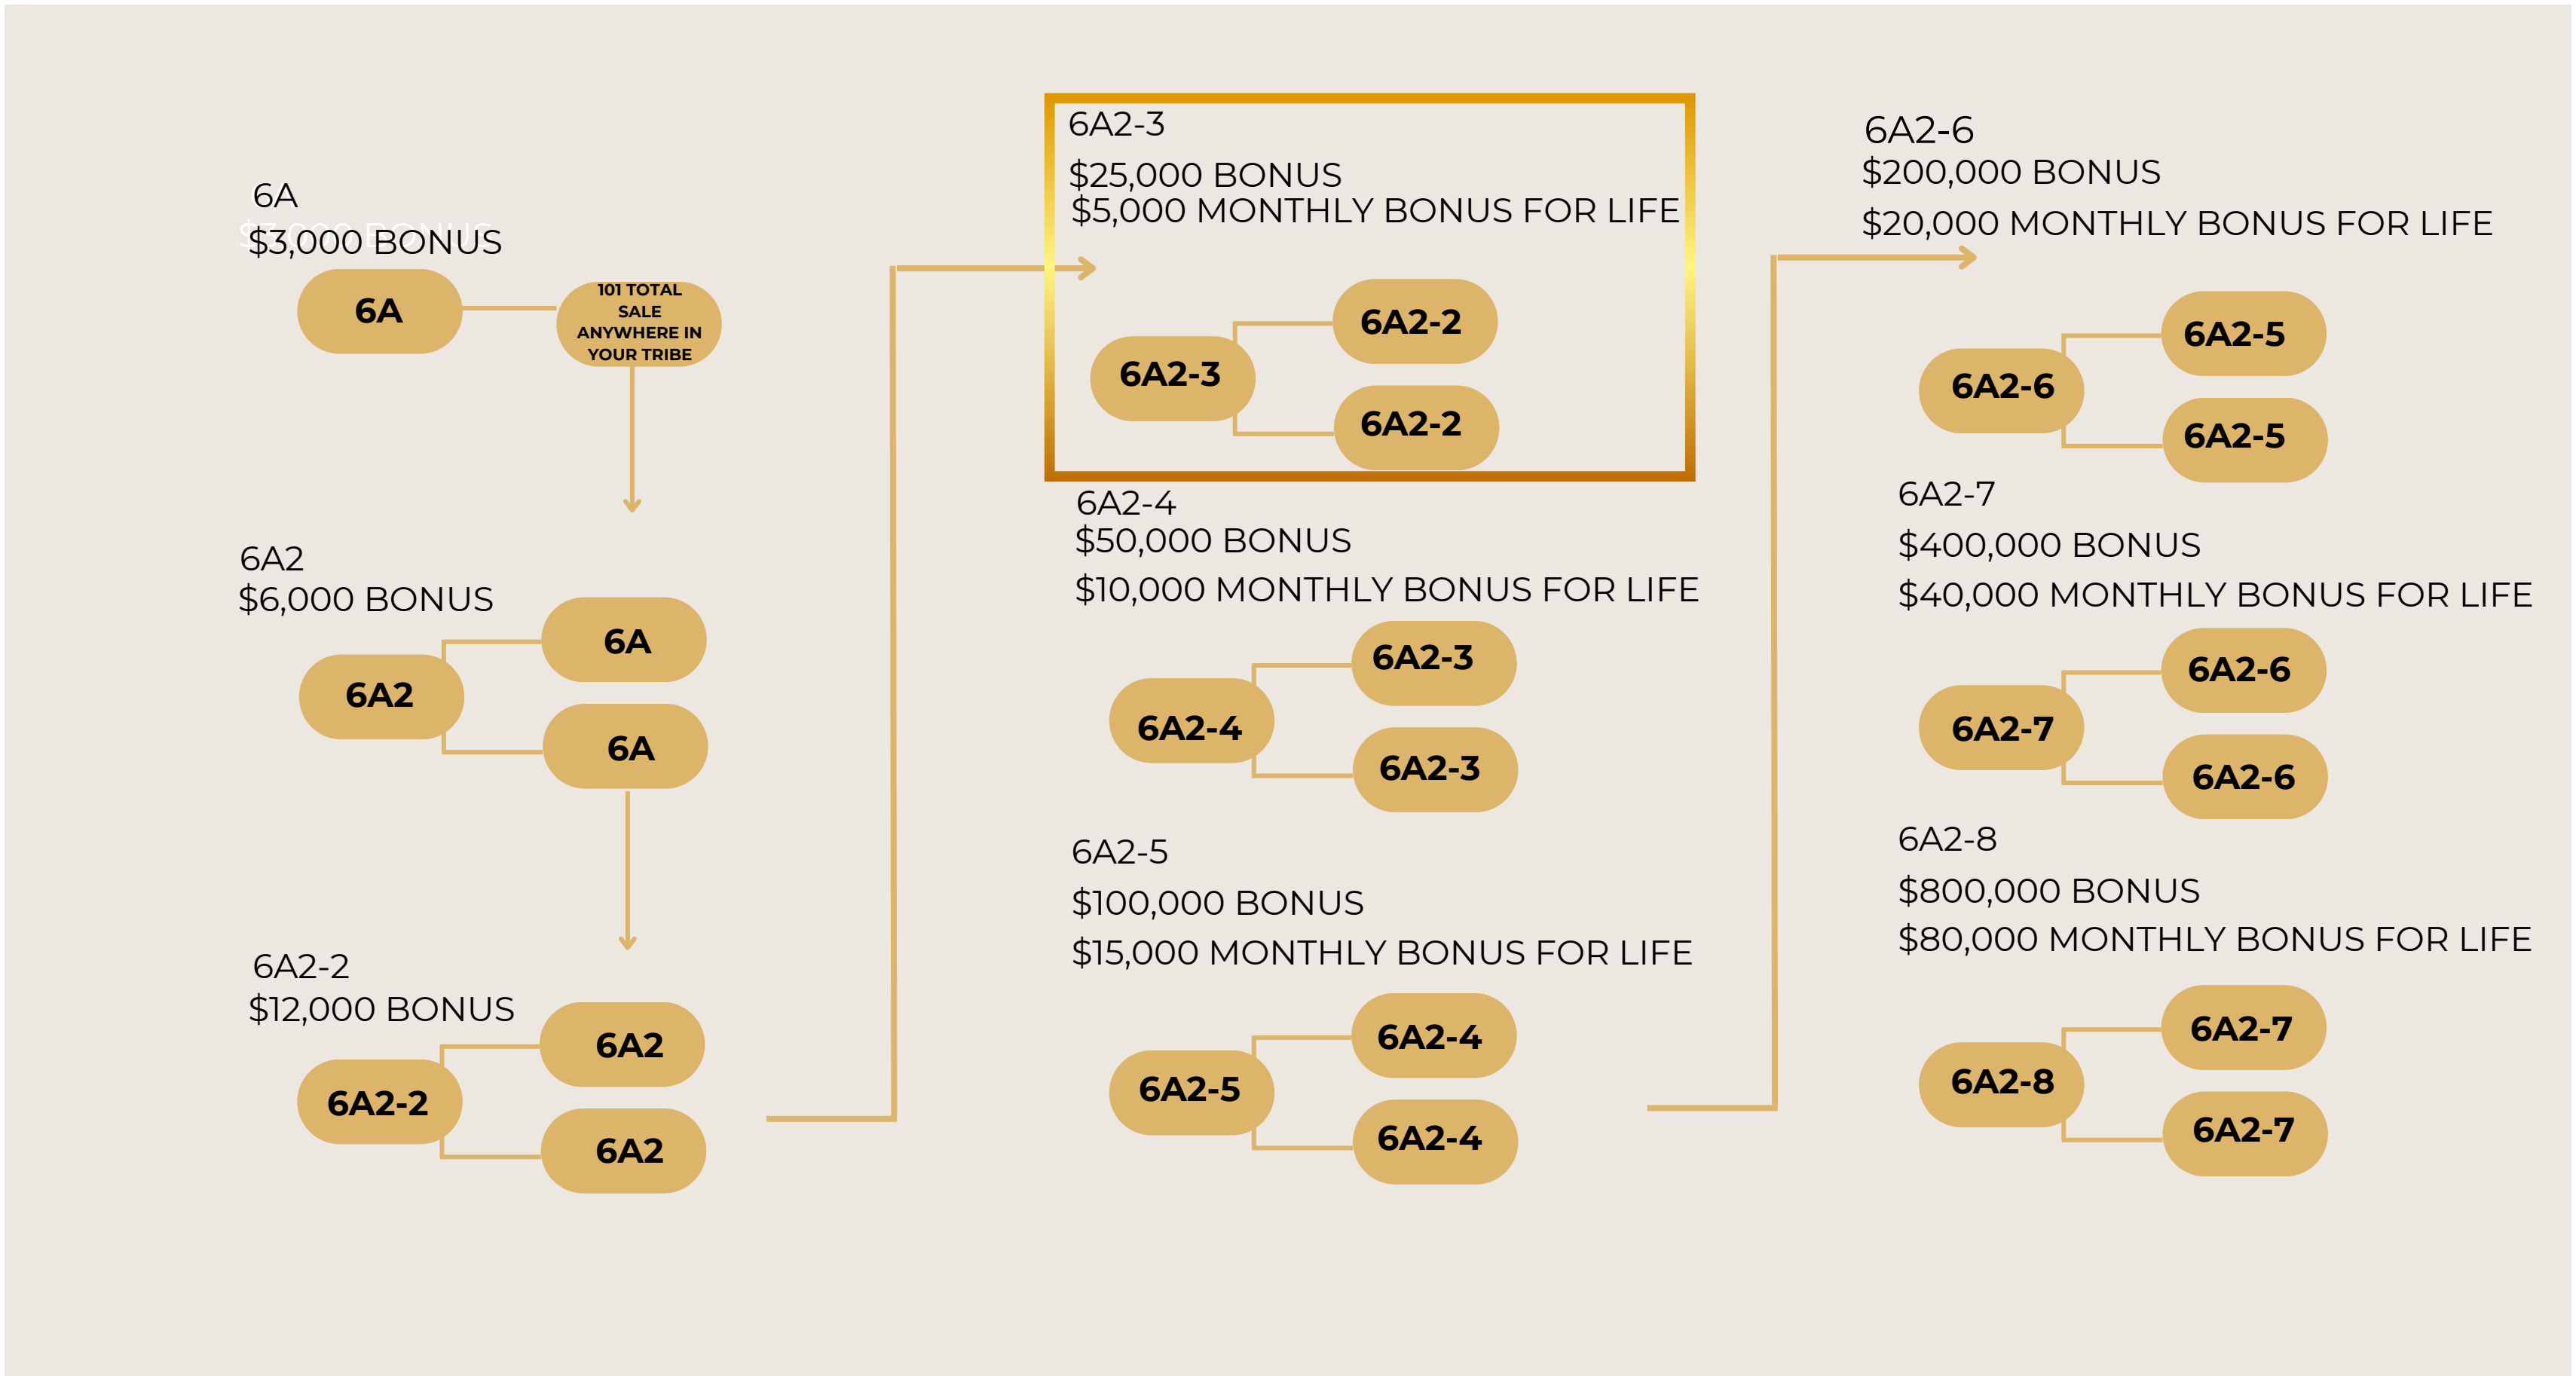 6A
$3,000 BONUS
$3,000 BONUS
6A
101 TOTAL
SALE
ANYWHERE IN
YOUR TRIBE
6A2
$6,000 BONUS
6A
6A2
6A
6A2-2
$12,000 BONUS
6A2
6A2-2
6A2
6A2-3
$25,000 BONUS
$5,000 MONTHLY BONUS FOR LIFE
6A2-2
6A2-3
6A2-2
6A2-4
$50,000 BONUS
$10,000 MONTHLY BONUS FOR LIFE
6A2-3
6A2-4
6A2-3
6A2-5
$100,000 BONUS
$15,000 MONTHLY BONUS FOR LIFE
6A2-4
6A2-5
6A2-4
6A2-6
$200,000 BONUS
$20,000 MONTHLY BONUS FOR LIFE
6A2-5
6A2-6
6A2-5
6A2-7
$400,000 BONUS
$40,000 MONTHLY BONUS FOR LIFE
6A2-6
6A2-7
6A2-6
6A2-8
$800,000 BONUS
$80,000 MONTHLY BONUS FOR LIFE
6A2-7
6A2-8
6A2-7